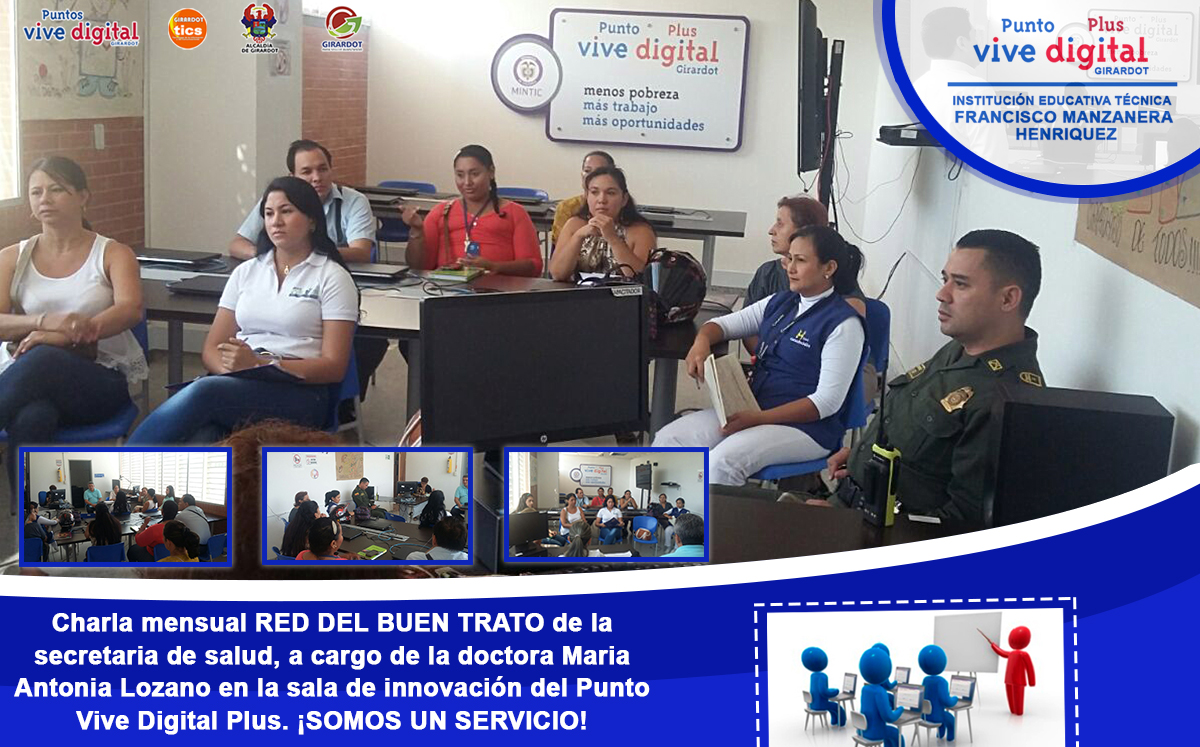 Puntos
vive digital
GIRARDOT
GIRARDOT
tics
ALCALDIA
DE GIRARDOT
GIRARDOT
MINTIC
Punto Plus
vive digital
Girardot
menos pobreza
más trabajo
más oportunidades
Punto Plus
vive digital
GIRARDOT
INSTITUCIÓN EDUCATIVA TÉCNICA
FRANCISCO MANZANERA
HENRIQUEZ
DE TODOS
hp
Charla mensual RED DEL BUEN TRATO de la
secretaria de salud, a cargo de la doctora Maria
Antonia Lozano en la sala de innovación del Punto
Vive Digital Plus. ¡SOMOS UN SERVICIO!